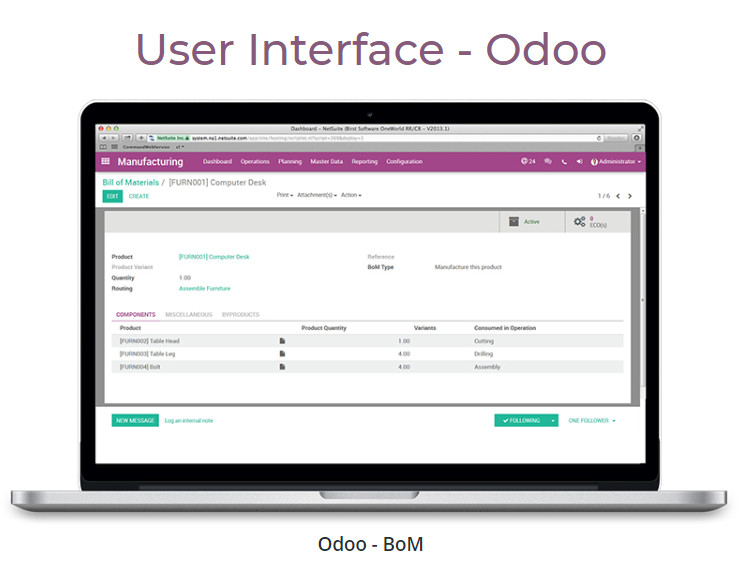 User Interface - Odoo
Dashboard – NetSuite (Birst Software OneWorld RR/CR – V2013.1)
NetSuite Inc. system.na1.netsuite.com
CommandWebService
Manufacturing Dashboard Operations Planning Master Data Reporting Configuration 24 Administrator
Bill of Materials / [FURN001] Computer Desk
EDIT CREATE Print Attachment(s) Action 1 / 6
Active 0
ECO(s)
Product [FURN001] Computer Desk Reference
Product Variant BoM Type Manufacture this product
Quantity 1.00
Routing Assemble Furniture
COMPONENTS MISCELLANEOUS BYPRODUCTS
Product Product Quantity Variants Consumed in Operation
[FURN002] Table Head 1.00 Cutting
[FURN003] Table Leg 4.00 Drilling
[FURN004] Bolt 4.00 Assembly
NEW MESSAGE Log an internal note FOLLOWING ONE FOLLOWER
Odoo - BoM